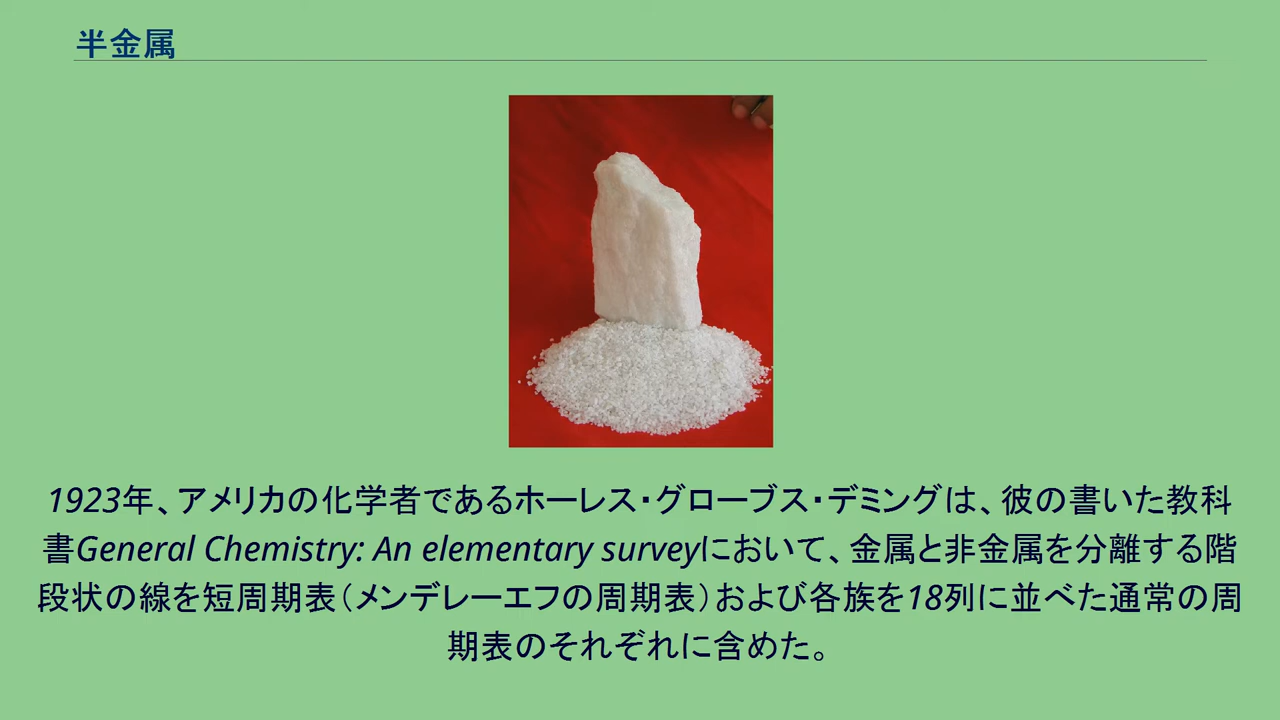 半金属
1923年、アメリカの化学者であるホーレス・グローブス・デミングは、彼の書いた教科
書General Chemistry: An elementary surveyにおいて、金属と非金属を分離する階
段状の線を短周期表（メンデレーエフの周期表）および各族を18列に並べた通常の周
期表のそれぞれに含めた。